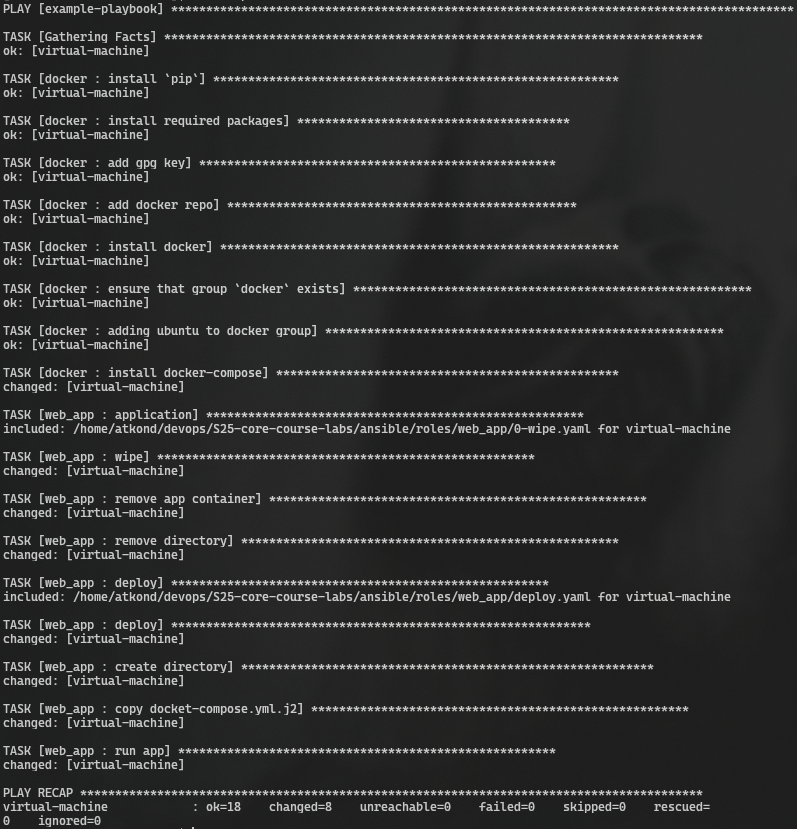 PLAY [example-playbook] *****************************************************************************************
TASK [Gathering Facts] *****************************************************************************
ok: [virtual-machine]
TASK [docker : install `pip`] **********************************************************
ok: [virtual-machine]
TASK [docker : install required packages] ***************************************
ok: [virtual-machine]
TASK [docker : add gpg key] ***************************************************
ok: [virtual-machine]
TASK [docker : add docker repo] **************************************************
ok: [virtual-machine]
TASK [docker : install docker] *********************************************************
ok: [virtual-machine]
TASK [docker : ensure that group `docker` exists] *********************************************************
ok: [virtual-machine]
TASK [docker : adding ubuntu to docker group] *********************************************************
ok: [virtual-machine]
TASK [docker : install docker-compose] *************************************************
changed: [virtual-machine]
TASK [web_app : application] ******************************************************
included: /home/atkond/devops/S25-core-course-labs/ansible/roles/web_app/0-wipe.yaml for virtual-machine
TASK [web_app : wipe] ******************************************************
changed: [virtual-machine]
TASK [web_app : remove app container] ******************************************************
changed: [virtual-machine]
TASK [web_app : remove directory] ******************************************************
changed: [virtual-machine]
TASK [web_app : deploy] ******************************************************
included: /home/atkond/devops/S25-core-course-labs/ansible/roles/web_app/deploy.yaml for virtual-machine
TASK [web_app : deploy] ************************************************************
changed: [virtual-machine]
TASK [web_app : create directory] ***********************************************************
changed: [virtual-machine]
TASK [web_app : copy docket-compose.yml.j2] ******************************************************
changed: [virtual-machine]
TASK [web_app : run app] ******************************************************
changed: [virtual-machine]
PLAY RECAP *****************************************************************************************
virtual-machine            : ok=18    changed=8    unreachable=0    failed=0    skipped=0    rescued=
0    ignored=0